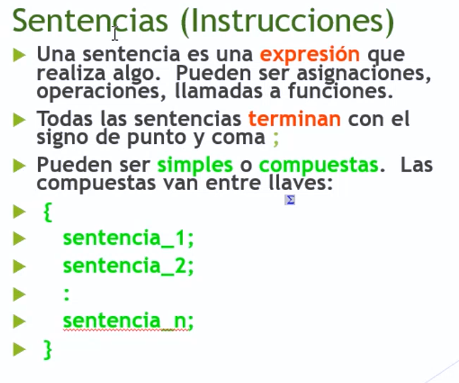 Sentencias (Instrucciones)
Una sentencia es una expresión que
realiza algo. Pueden ser asignaciones,
operaciones, llamadas a funciones.
Todas las sentencias terminan con el
signo de punto y coma ;
Pueden ser simples o compuestas. Las
compuestas van entre llaves:
Σ
{
sentencia_1;
sentencia_2;
:
sentencia_n;
}